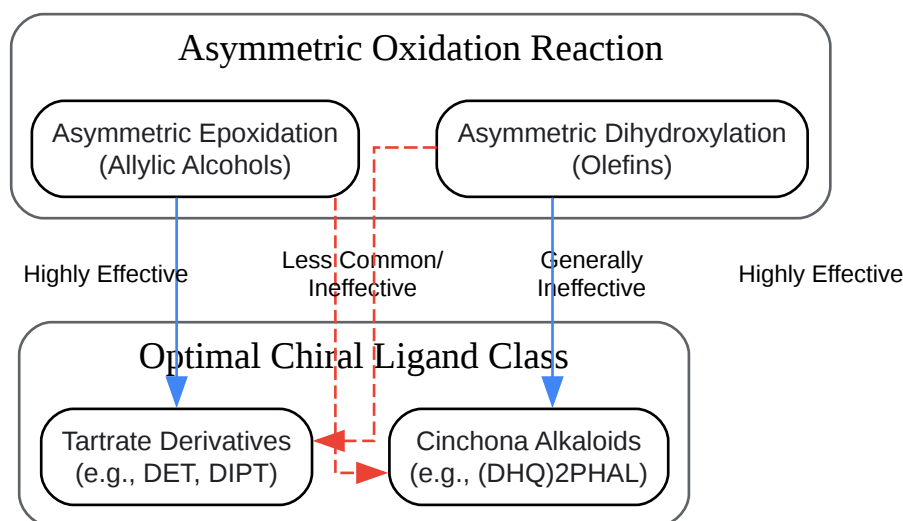 Asymmetric Oxidation Reaction
Asymmetric Epoxidation
(Allylic Alcohols)
Asymmetric Dihydroxylation
(Olefins)
Highly Effective
Less Common/
Ineffective
Generally
Ineffective
Highly Effective
Optimal Chiral Ligand Class
Tartrate Derivatives
(e.g., DET, DIPT)
Cinchona Alkaloids
(e.g., (DHQ)2PHAL)